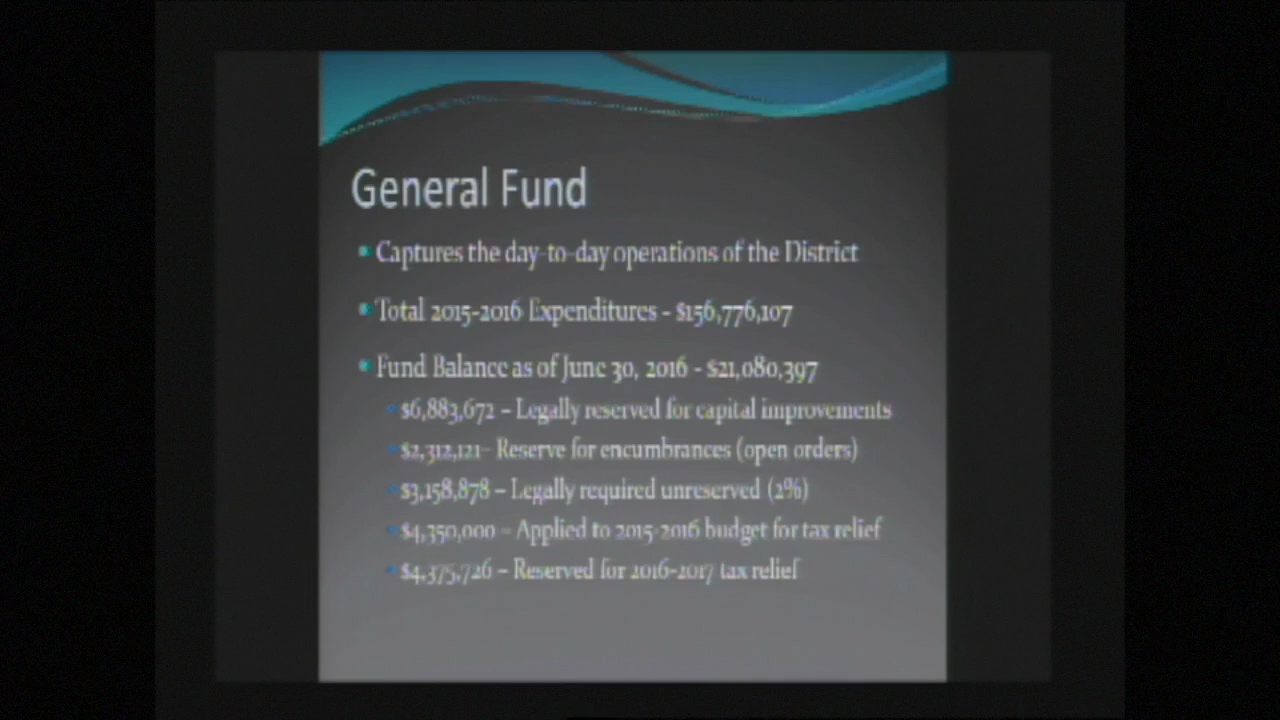 General Fund
Captures the day-to-day operations of the District
Total 2015-2016 Expenditures - $156,776,107
Fund Balance as of June 30, 2016 - $21,080,397
$6,883,672 – Legally reserved for capital improvements
$2,312,121– Reserve for encumbrances (open orders)
$3,158,878 – Legally required unreserved (2%)
$4,350,000 – Applied to 2015-2016 budget for tax relief
$4,375,726 – Reserved for 2016-2017 tax relief